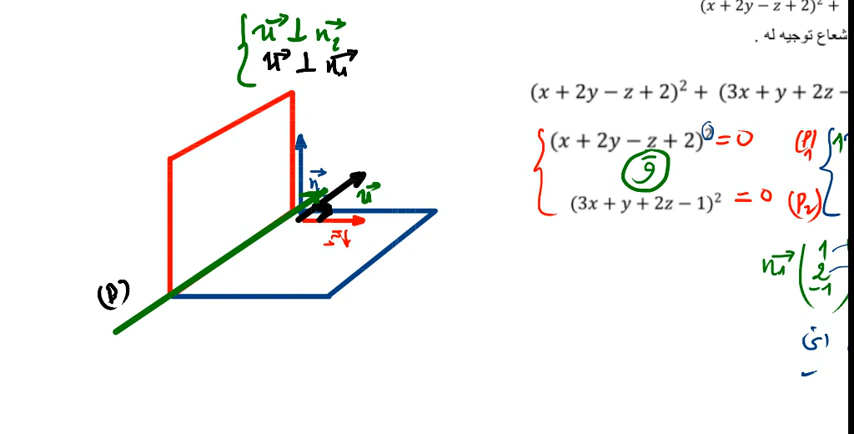 (x + 2y − z + 2)² +
شعاع توجيه له .
(x + 2y − z + 2)² + (3x + y + 2z −
{ u⃗ ⊥ n₂⃗
u⃗ ⊥ n₁⃗
{ (x + 2y − z + 2)² = 0 (P₁)
و
(3x + y + 2z − 1)² = 0 (P₂)
n⃗
u⃗
n₁⃗ ( 1
2
−1
(D)